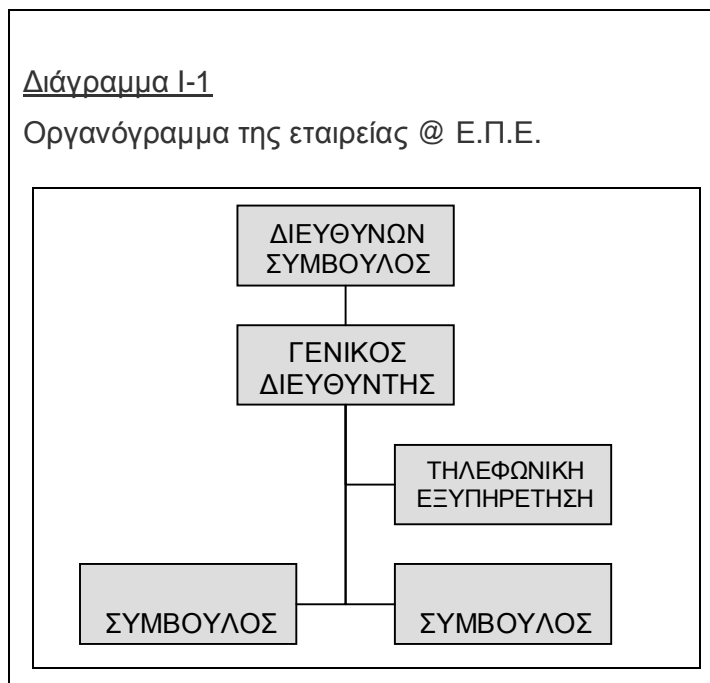 Διάγραμμα Ι-1
Οργανόγραμμα της εταιρείας @ Ε.Π.Ε.
ΔΙΕΥΘΥΝΩΝ
ΣΥΜΒΟΥΛΟΣ
ΓΕΝΙΚΟΣ
ΔΙΕΥΘΥΝΤΗΣ
ΤΗΛΕΦΩΝΙΚΗ
ΕΞΥΠΗΡΕΤΗΣΗ
ΣΥΜΒΟΥΛΟΣ
ΣΥΜΒΟΥΛΟΣ